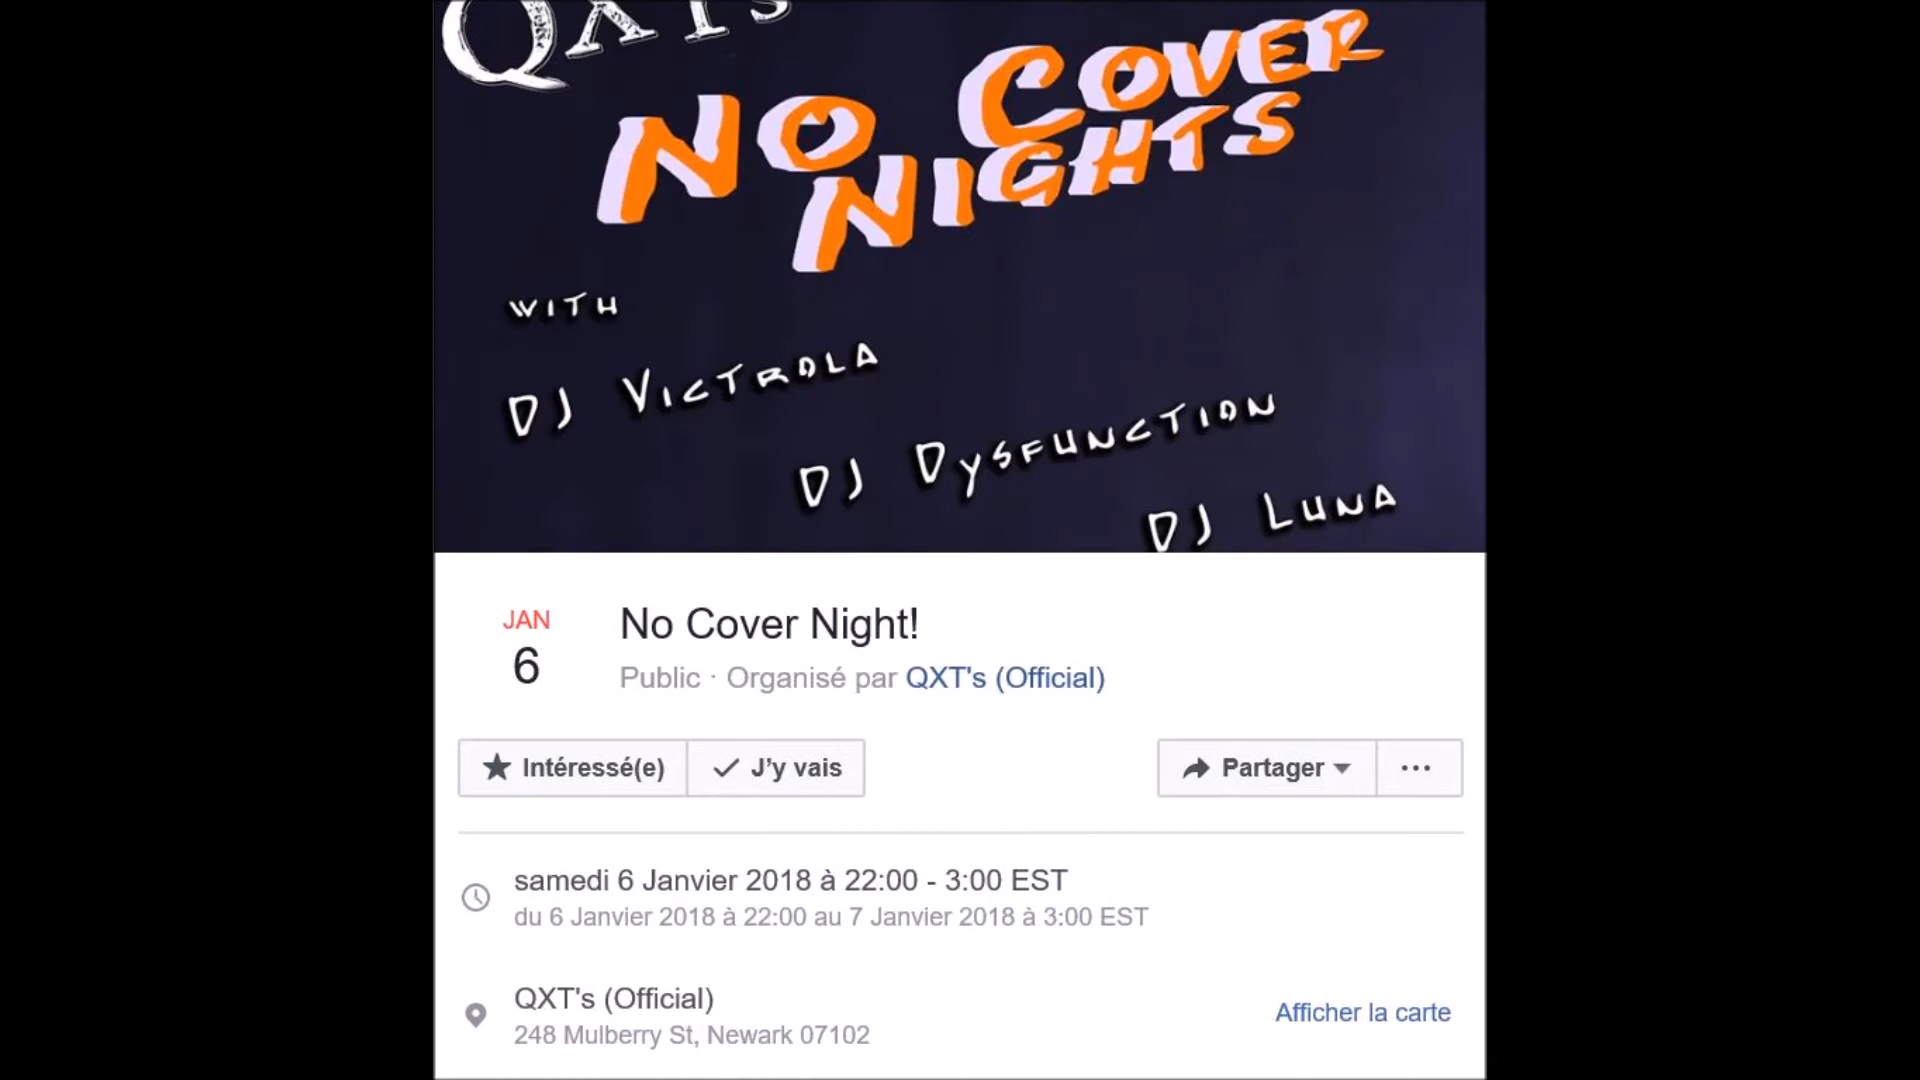 QXT's
NO COVER
NIGHTS
WITH
DJ VICTROLA
DJ DYSFUNCTION
DJ LUNA
JAN
6
No Cover Night!
Public · Organisé par QXT's (Official)
Intéressé(e)
J'y vais
Partager
samedi 6 Janvier 2018 à 22:00 - 3:00 EST
du 6 Janvier 2018 à 22:00 au 7 Janvier 2018 à 3:00 EST
QXT's (Official)
248 Mulberry St, Newark 07102
Afficher la carte